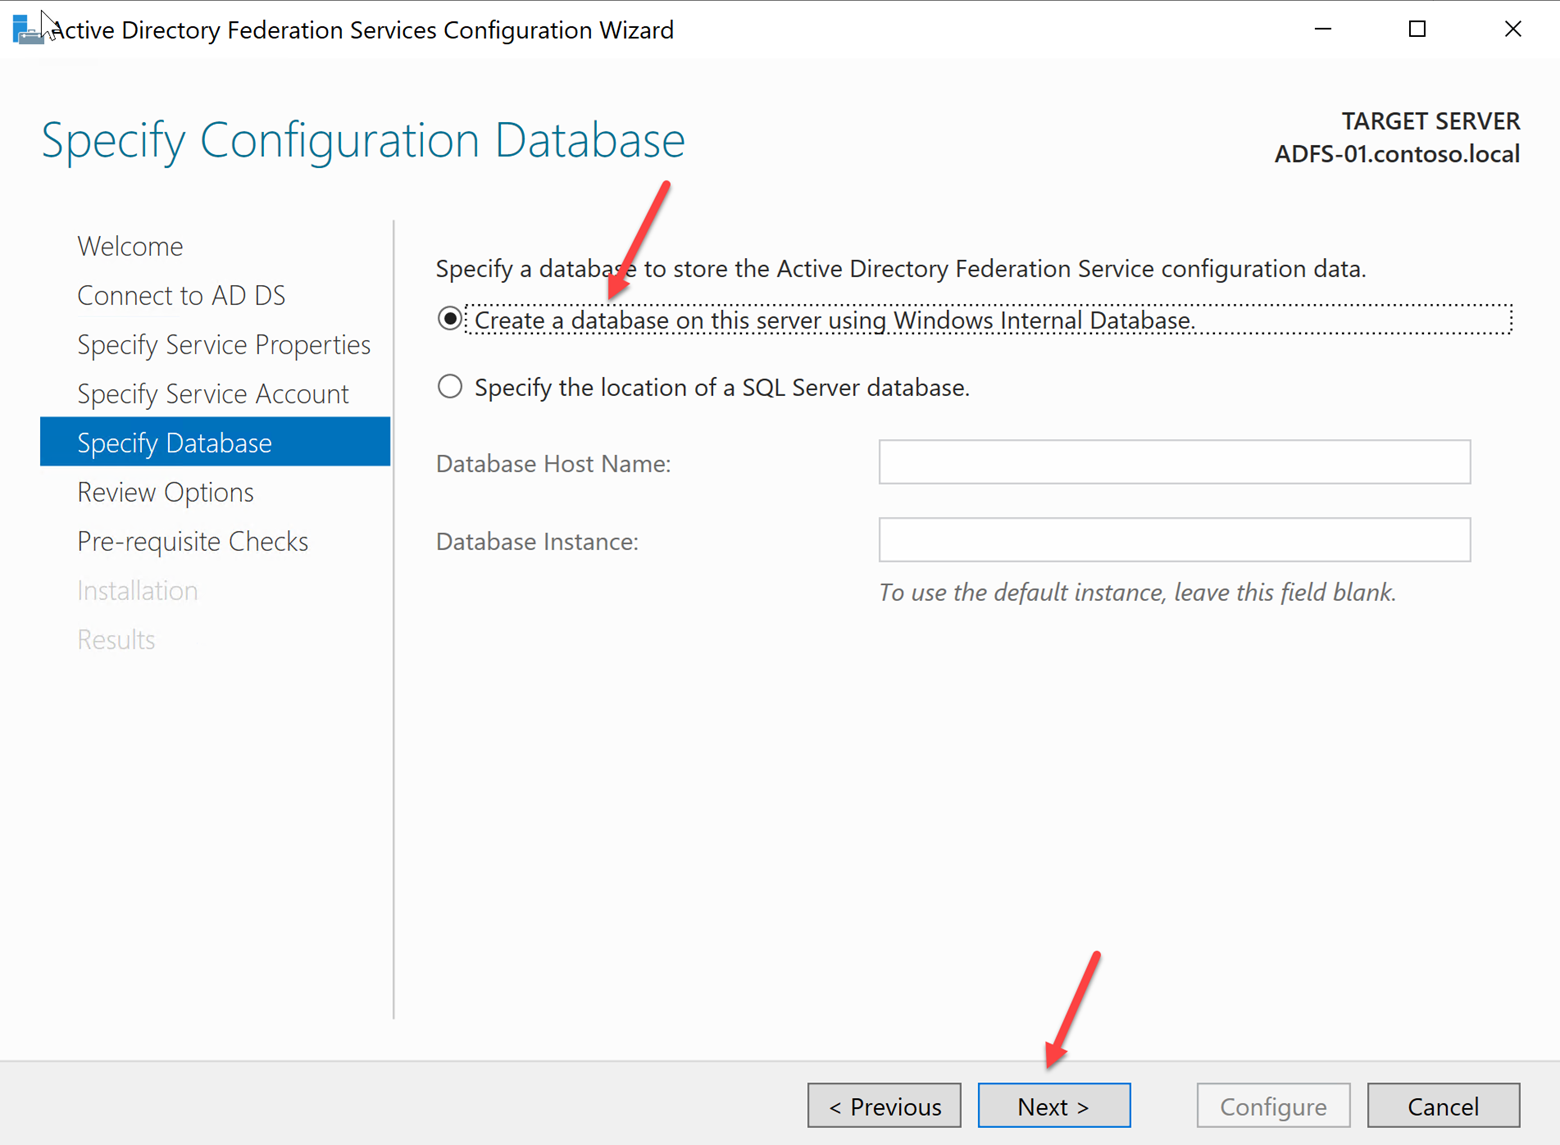 Active Directory Federation Services Configuration Wizard
Specify Configuration Database
TARGET SERVER
ADFS-01.contoso.local
Welcome
Connect to AD DS
Specify Service Properties
Specify Service Account
Specify Database
Review Options
Pre-requisite Checks
Installation
Results
Specify a database to store the Active Directory Federation Service configuration data.
Create a database on this server using Windows Internal Database.
Specify the location of a SQL Server database.
Database Host Name:
Database Instance:
To use the default instance, leave this field blank.
< Previous
Next >
Configure
Cancel